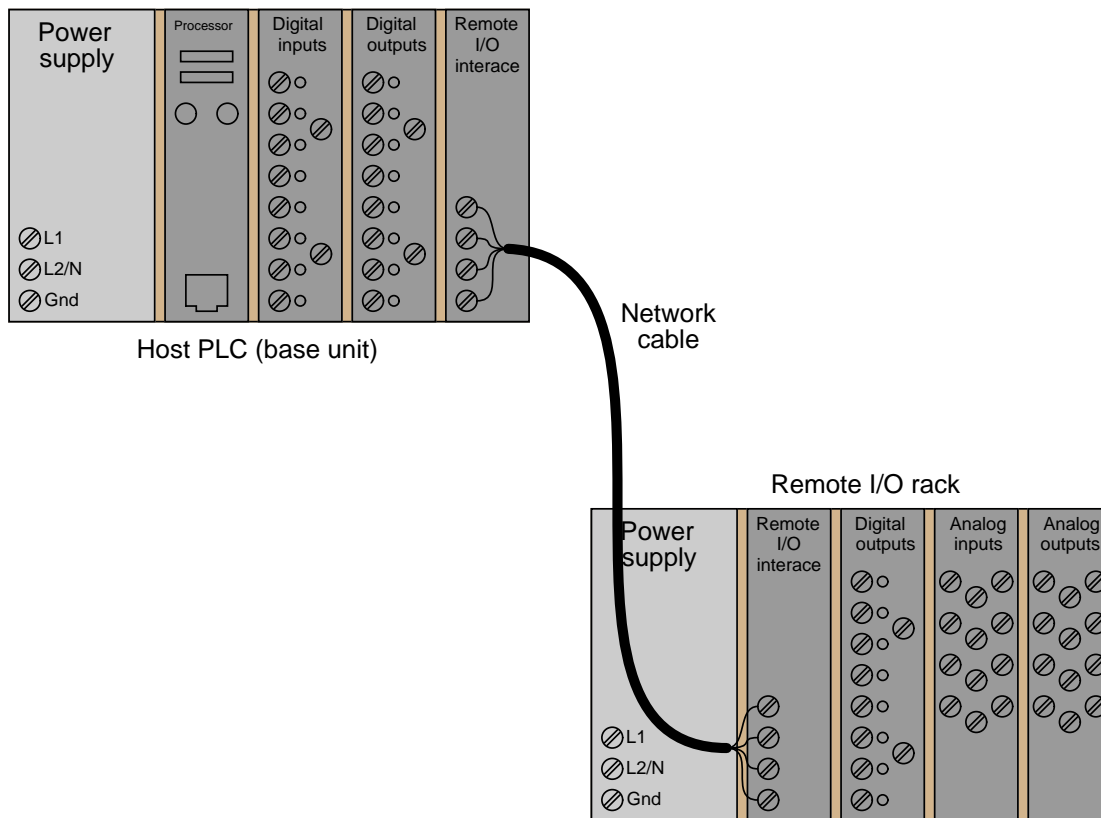 Power
supply
Processor
Digital
inputs
Digital
outputs
Remote
I/O
interace
L1
L2/N
Gnd
Host PLC (base unit)
Network
cable
Remote I/O rack
Power
supply
Remote
I/O
interace
Digital
outputs
Analog
inputs
Analog
outputs
L1
L2/N
Gnd